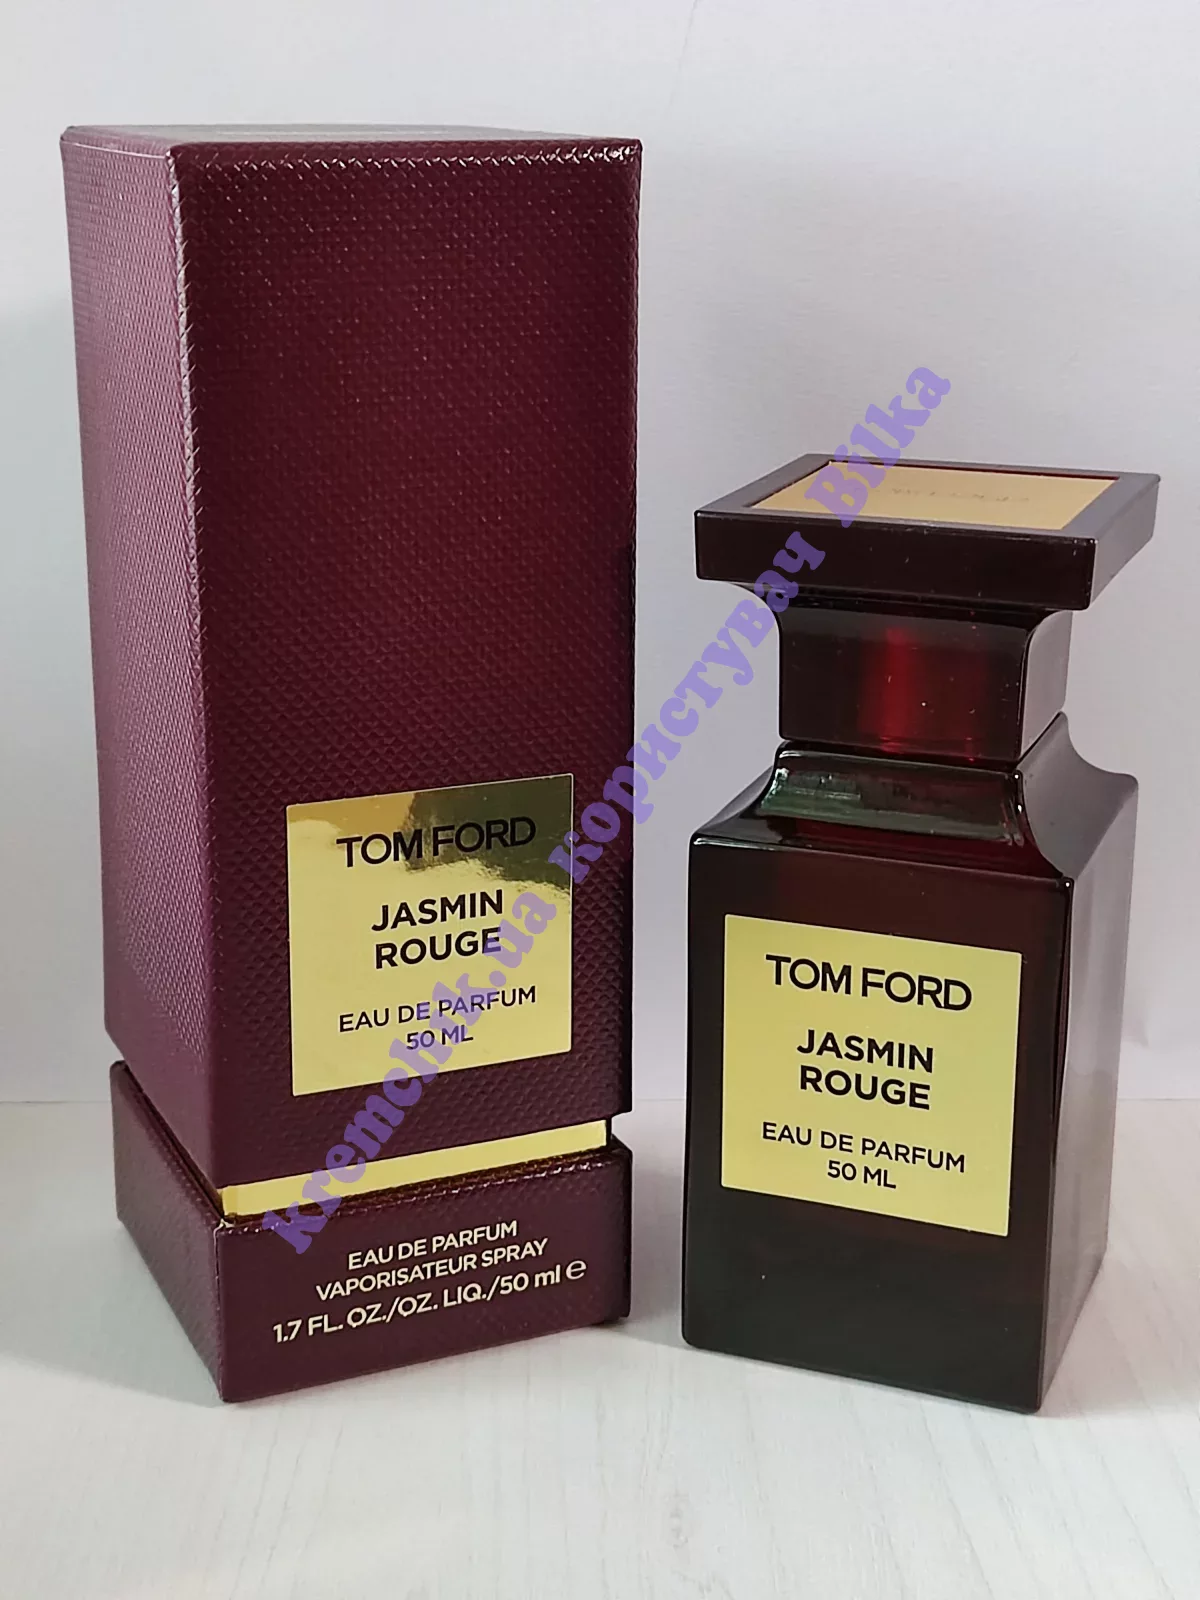 TOM FORD
JASMIN
ROUGE
EAU DE PARFUM
50 ML
EAU DE PARFUM
VAPORISATEUR SPRAY
1.7 FL. OZ./OZ. LIQ./50 ml e
TOM FORD
JASMIN
ROUGE
EAU DE PARFUM
50 ML
kremchik.ua користувач Bilka